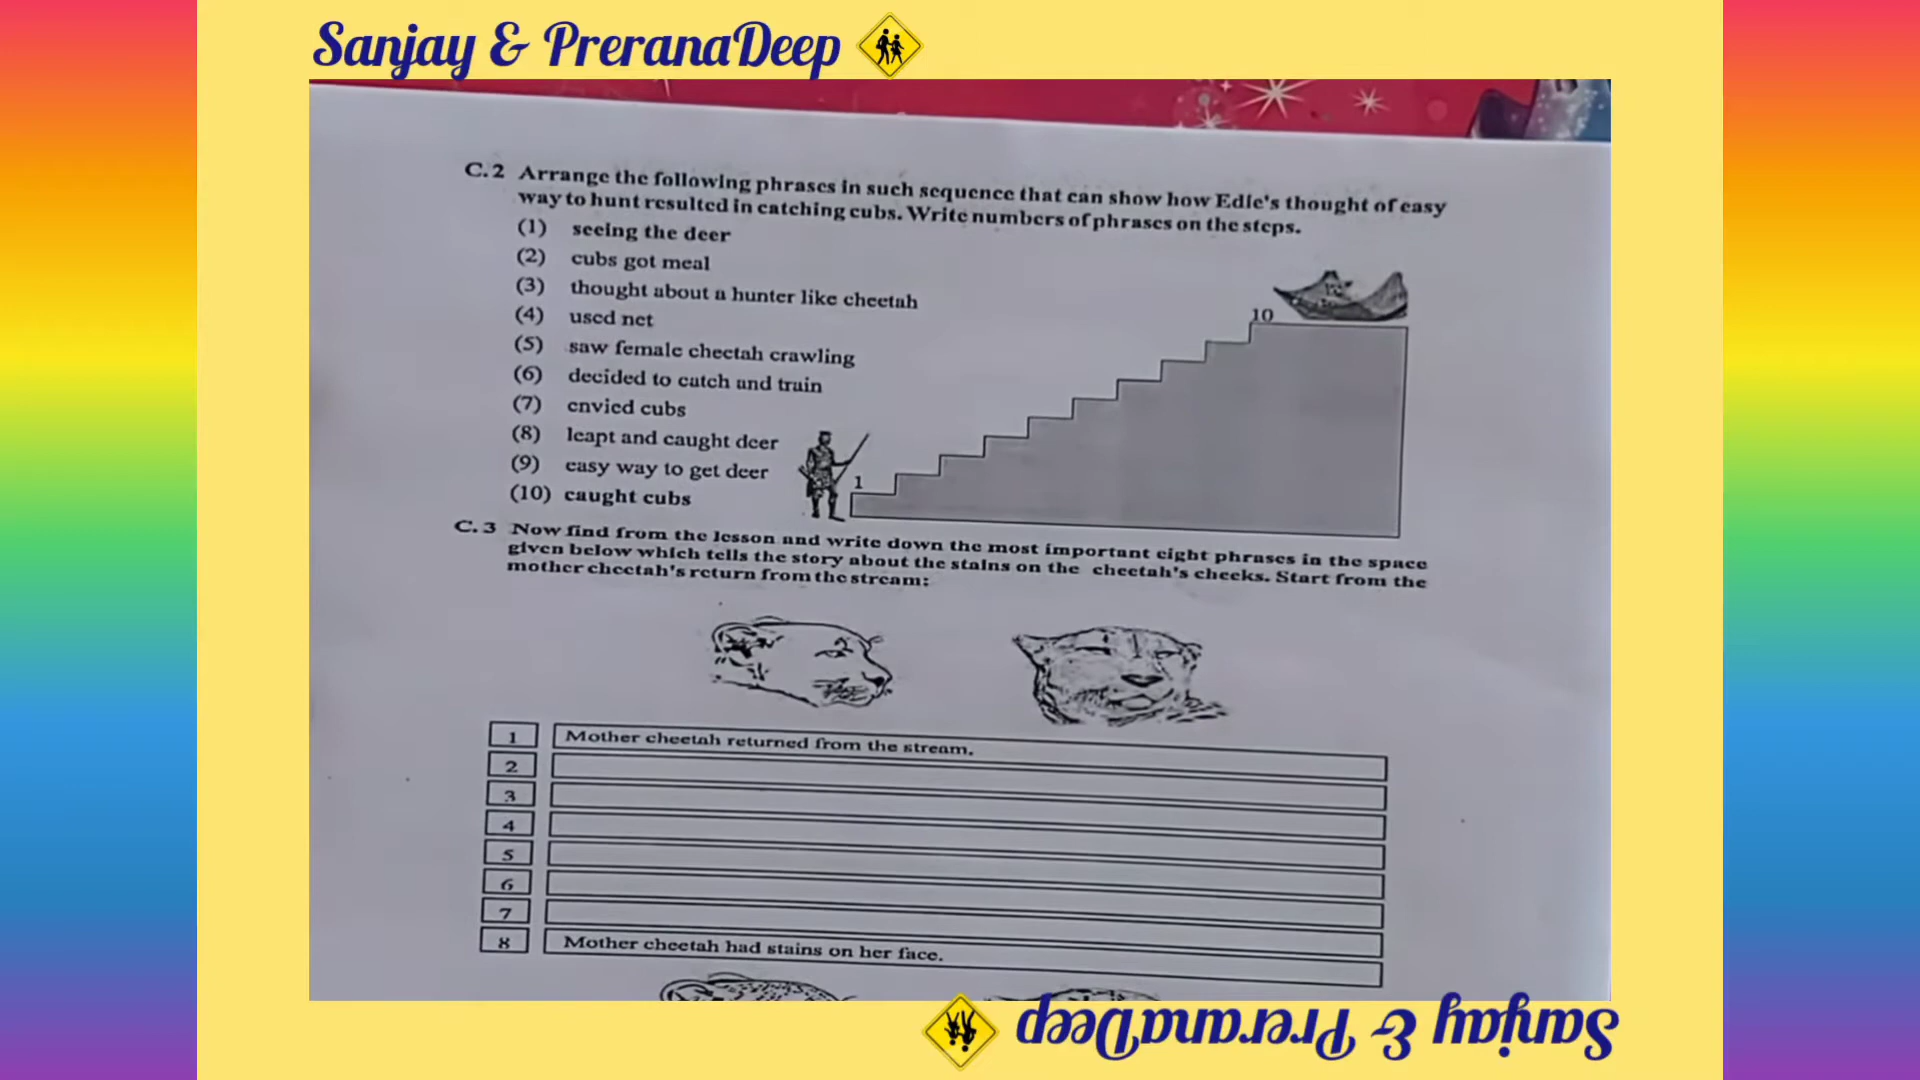 Sanjay & PreranaDeep
C.2 Arrange the following phrases in such sequence that can show how Edie's thought of easy
way to hunt resulted in catching cubs. Write numbers of phrases on the steps.
(1) seeing the deer
(2) cubs got meal
(3) thought about a hunter like cheetah
(4) used net
(5) saw female cheetah crawling
(6) decided to catch and train
(7) envied cubs
(8) leapt and caught deer
(9) easy way to get deer
(10) caught cubs
10
1
C.3 Now find from the lesson and write down the most important eight phrases in the space
given below which tells the story about the stains on the cheetah's cheeks. Start from the
mother cheetah's return from the stream:
1 Mother cheetah returned from the stream.
2
3
4
5
6
7
8 Mother cheetah had stains on her face.
Sanjay & PreranaDeep